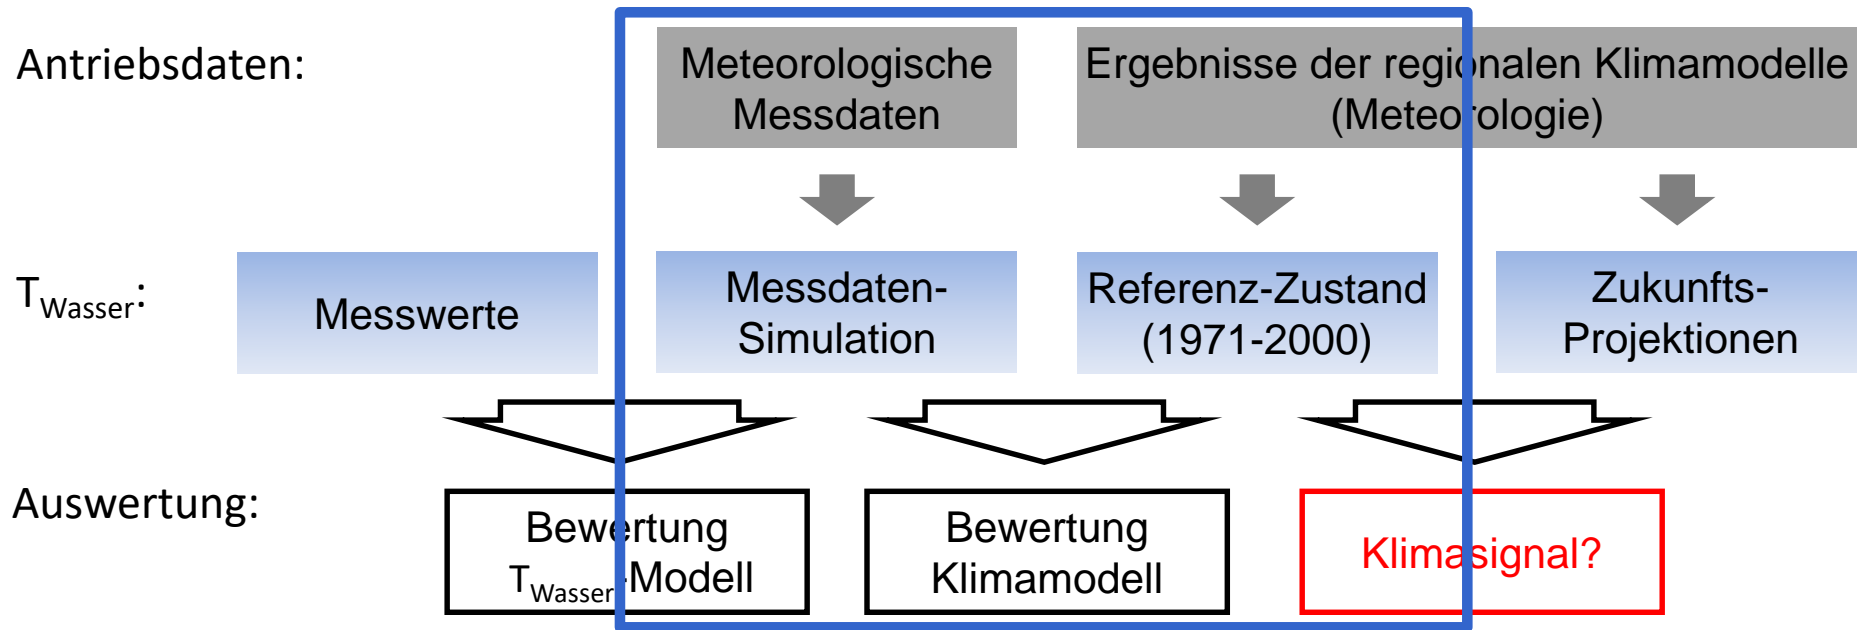 Antriebsdaten:
Meteorologische
Messdaten
Ergebnisse der regionalen Klimamodelle
(Meteorologie)
TWasser:
Messwerte
Messdaten-
Simulation
Referenz-Zustand
(1971-2000)
Zukunfts-
Projektionen
Auswertung:
Bewertung
TWasser-Modell
Bewertung
Klimamodell
Klimasignal?